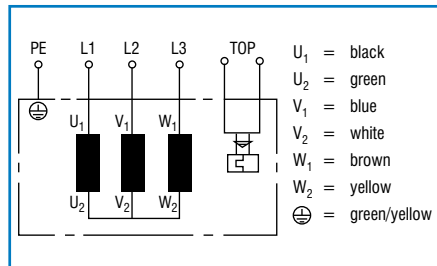 PE L1 L2 L3 TOP
U₁ V₁ W₁
U₂ V₂ W₂
U₁ = black
U₂ = green
V₁ = blue
V₂ = white
W₁ = brown
W₂ = yellow
⏚ = green/yellow